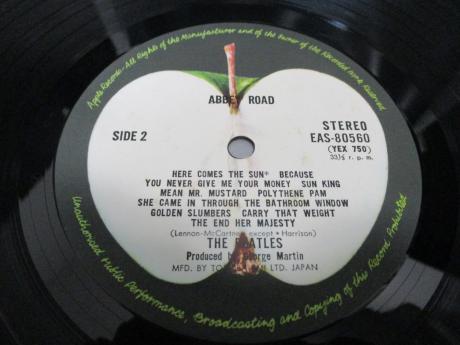 Apple Records-All Rights of the Manufacturer and of the Owner of the Recorded Work Reserved
ABBEY ROAD
SIDE 2
STEREO
EAS-80560
(YEX 750)
33⅓ r. p. m.
HERE COMES THE SUN* BECAUSE
YOU NEVER GIVE ME YOUR MONEY SUN KING
MEAN MR. MUSTARD POLYTHENE PAM
SHE CAME IN THROUGH THE BATHROOM WINDOW
GOLDEN SLUMBERS CARRY THAT WEIGHT
THE END HER MAJESTY
(Lennon-McCartney except * Harrison)
THE BEATLES
Produced by George Martin
MFD. BY LTD. JAPAN
Unauthorized Public Performance, Broadcasting and Copying of this Record Prohibited